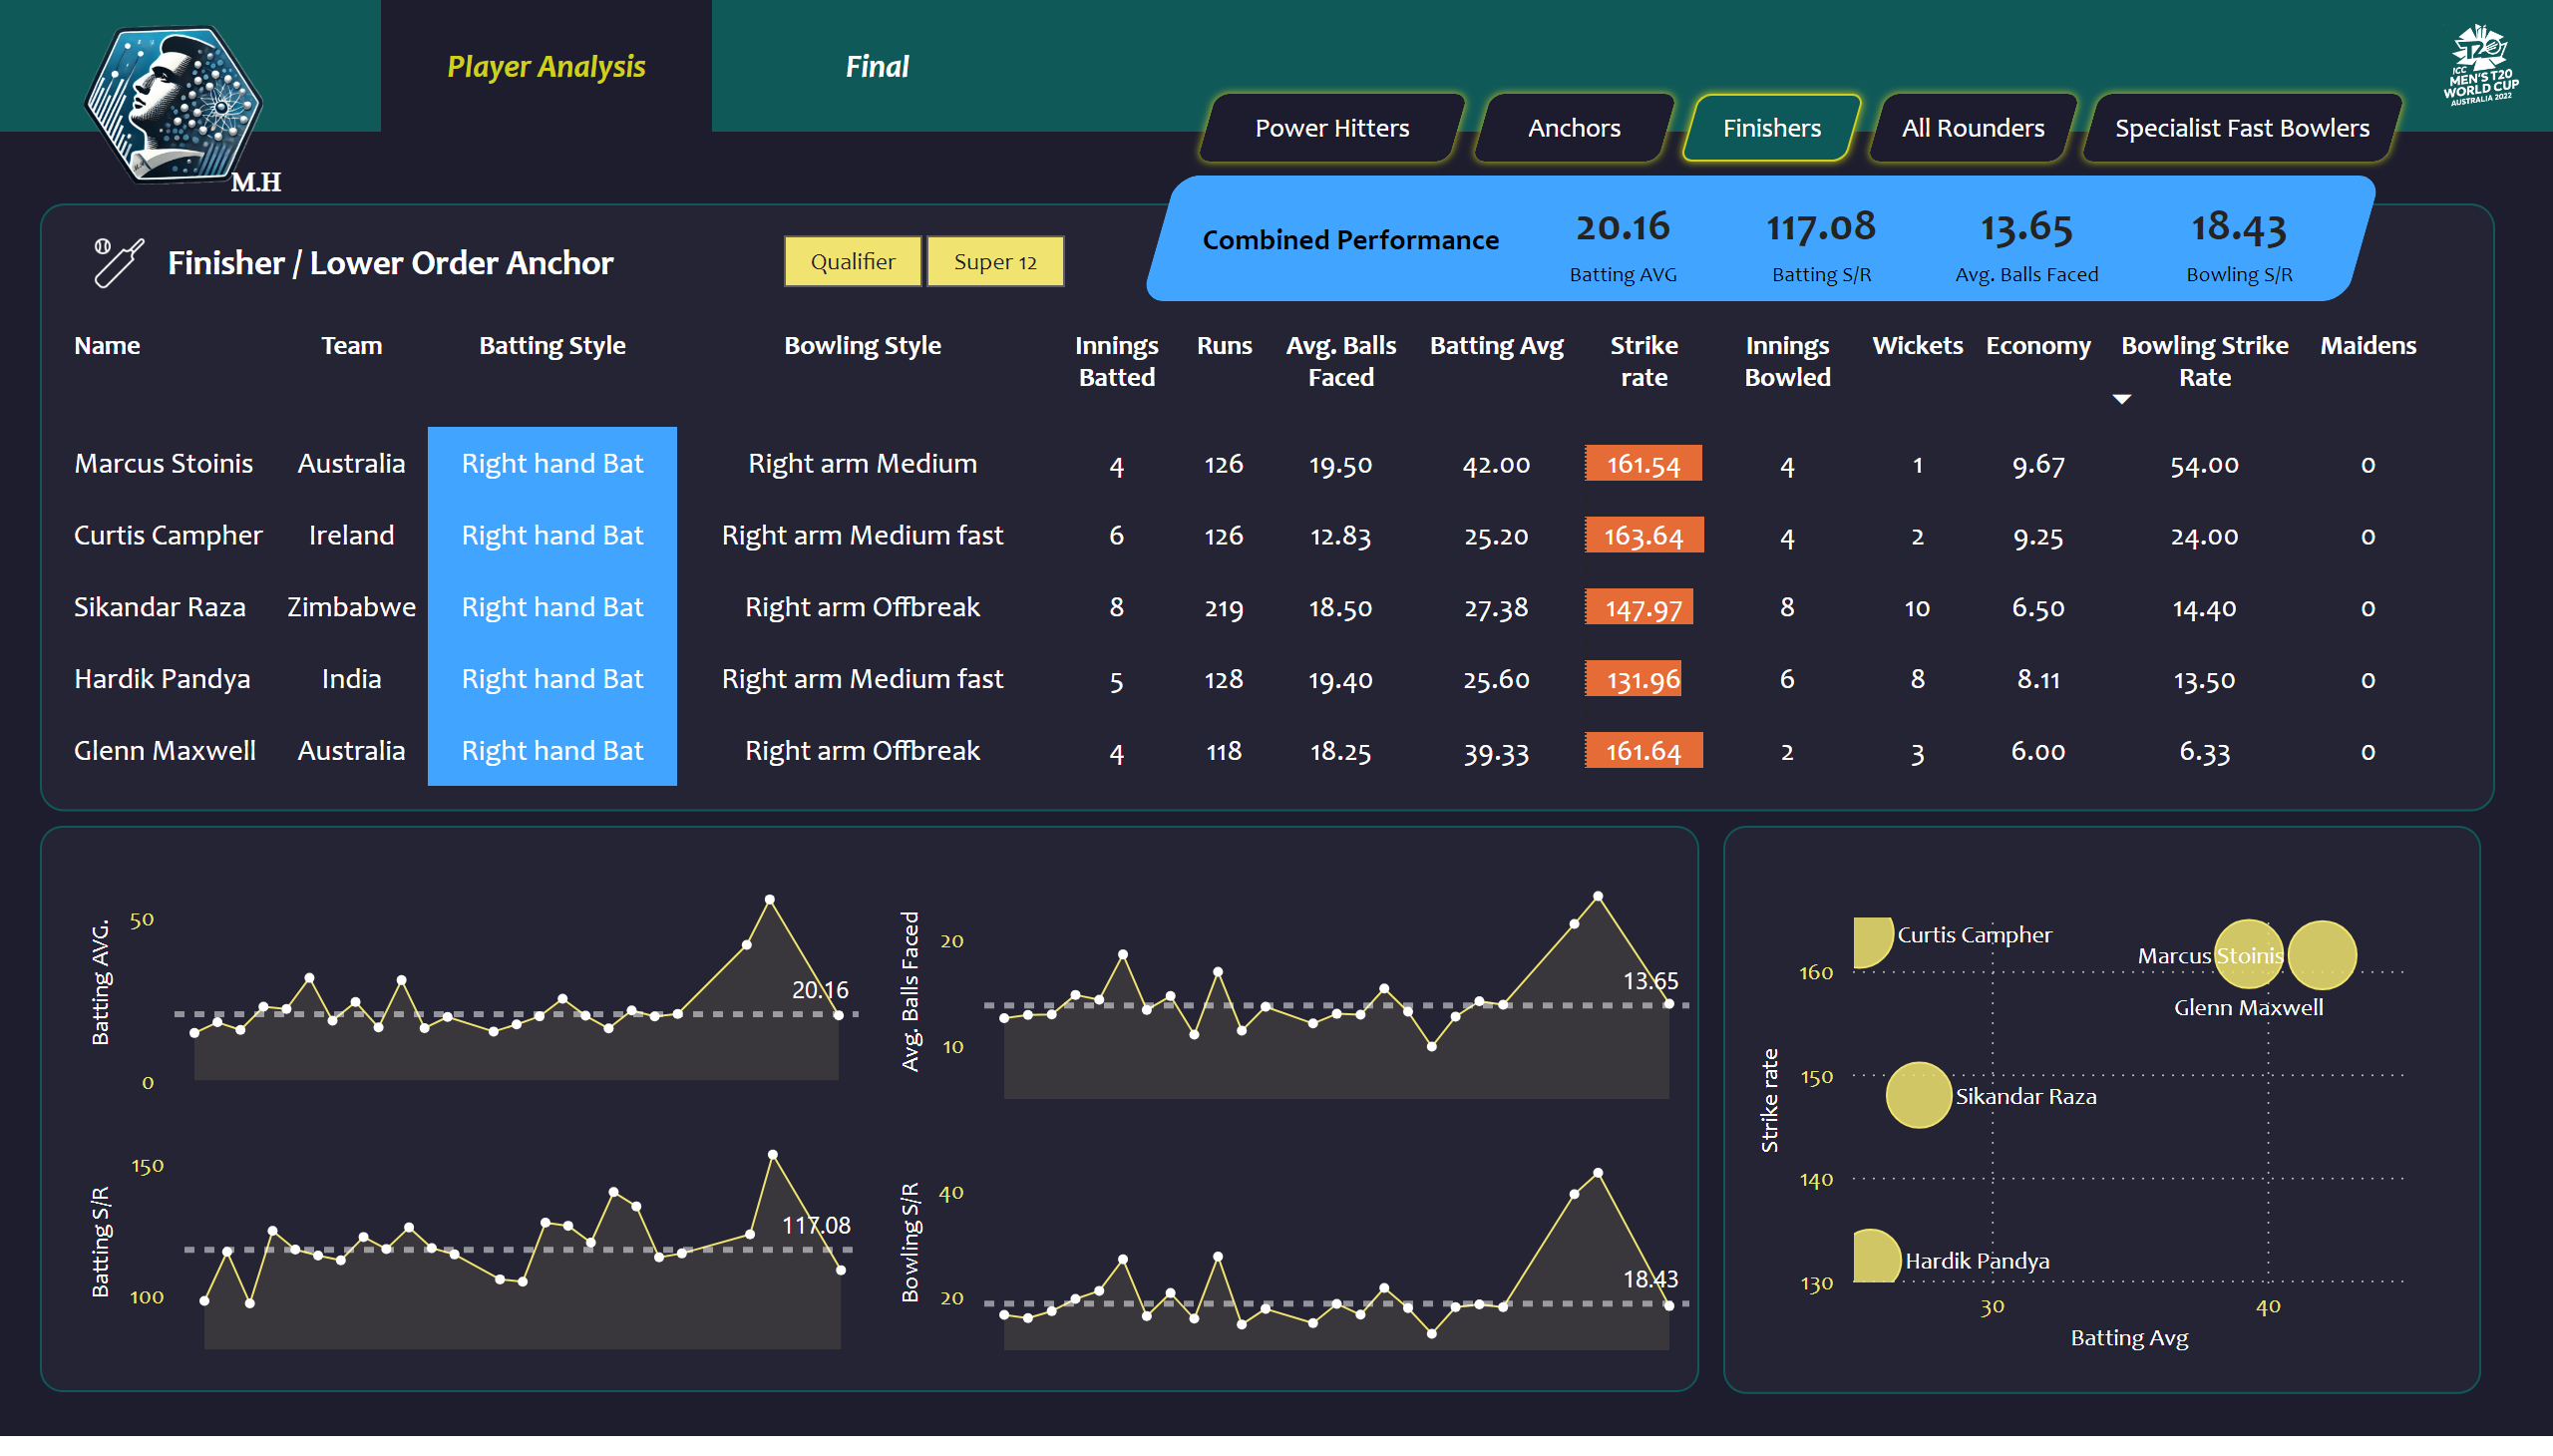 Player Analysis
Final
ICC
MEN'S T20
WORLD CUP
AUSTRALIA 2022
M.H
Power Hitters
Anchors
Finishers
All Rounders
Specialist Fast Bowlers
Finisher / Lower Order Anchor
Qualifier
Super 12
Combined Performance
20.16
Batting AVG
117.08
Batting S/R
13.65
Avg. Balls Faced
18.43
Bowling S/R
Name Team Batting Style Bowling Style Innings Batted Runs Avg. Balls Faced Batting Avg Strike rate Innings Bowled Wickets Economy Bowling Strike Rate Maidens
Marcus Stoinis Australia Right hand Bat Right arm Medium 4 126 19.50 42.00 161.54 4 1 9.67 54.00 0
Curtis Campher Ireland Right hand Bat Right arm Medium fast 6 126 12.83 25.20 163.64 4 2 9.25 24.00 0
Sikandar Raza Zimbabwe Right hand Bat Right arm Offbreak 8 219 18.50 27.38 147.97 8 10 6.50 14.40 0
Hardik Pandya India Right hand Bat Right arm Medium fast 5 128 19.40 25.60 131.96 6 8 8.11 13.50 0
Glenn Maxwell Australia Right hand Bat Right arm Offbreak 4 118 18.25 39.33 161.64 2 3 6.00 6.33 0
Batting AVG.
50
0
20.16
Avg. Balls Faced
20
10
13.65
Batting S/R
150
100
117.08
Bowling S/R
40
20
18.43
Strike rate
160
150
140
130
Curtis Campher
Marcus Stoinis
Glenn Maxwell
Sikandar Raza
Hardik Pandya
30
40
Batting Avg